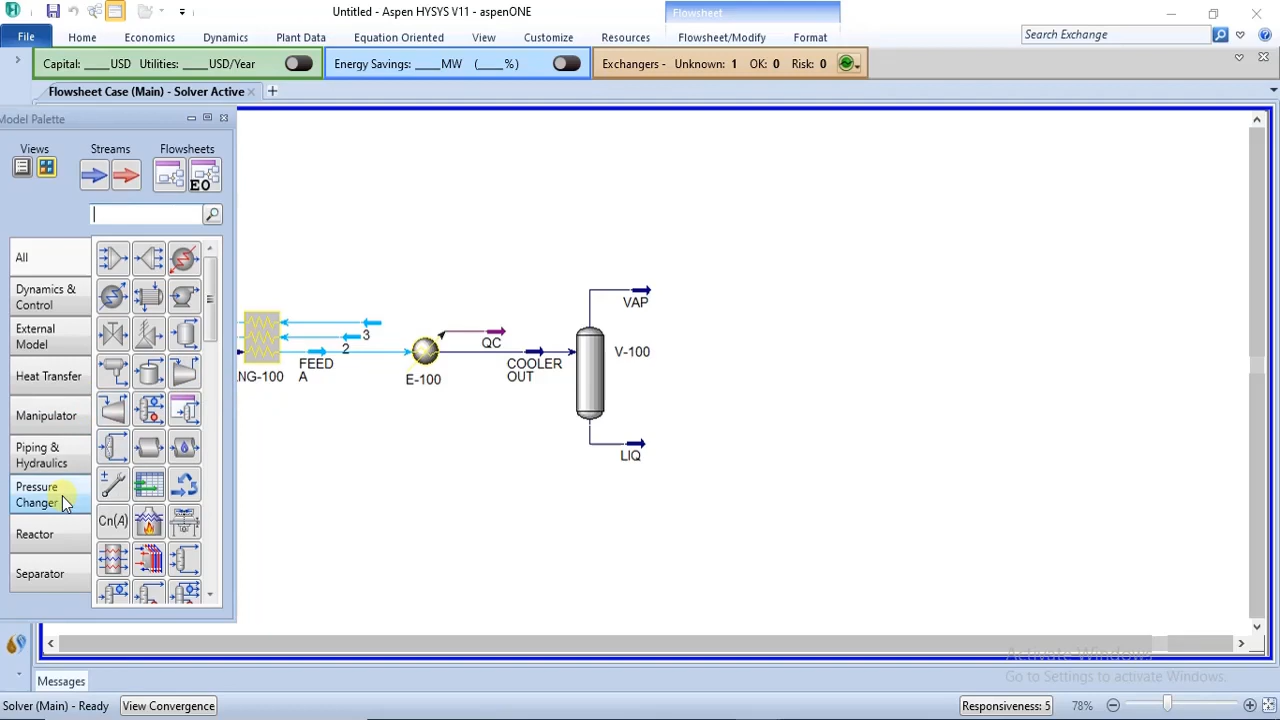 Untitled - Aspen HYSYS V11 - aspenONE
Flowsheet
File Home Economics Dynamics Plant Data Equation Oriented View Customize Resources Flowsheet/Modify Format
Search Exchange
Capital: ____USD Utilities: ____USD/Year
Energy Savings: ____MW (____%)
Exchangers - Unknown: 1 OK: 0 Risk: 0
Flowsheet Case (Main) - Solver Active
Model Palette
Views Streams Flowsheets
EO
All
Dynamics &
Control
External
Model
Heat Transfer
Manipulator
Piping &
Hydraulics
Pressure
Changer
Reactor
Separator
Cn(A)
3
2
FEED
A
NG-100
QC
E-100
COOLER
OUT
VAP
V-100
LIQ
Activate Windows
Go to Settings to activate Windows.
Messages
Solver (Main) - Ready View Convergence
Responsiveness: 5 78%